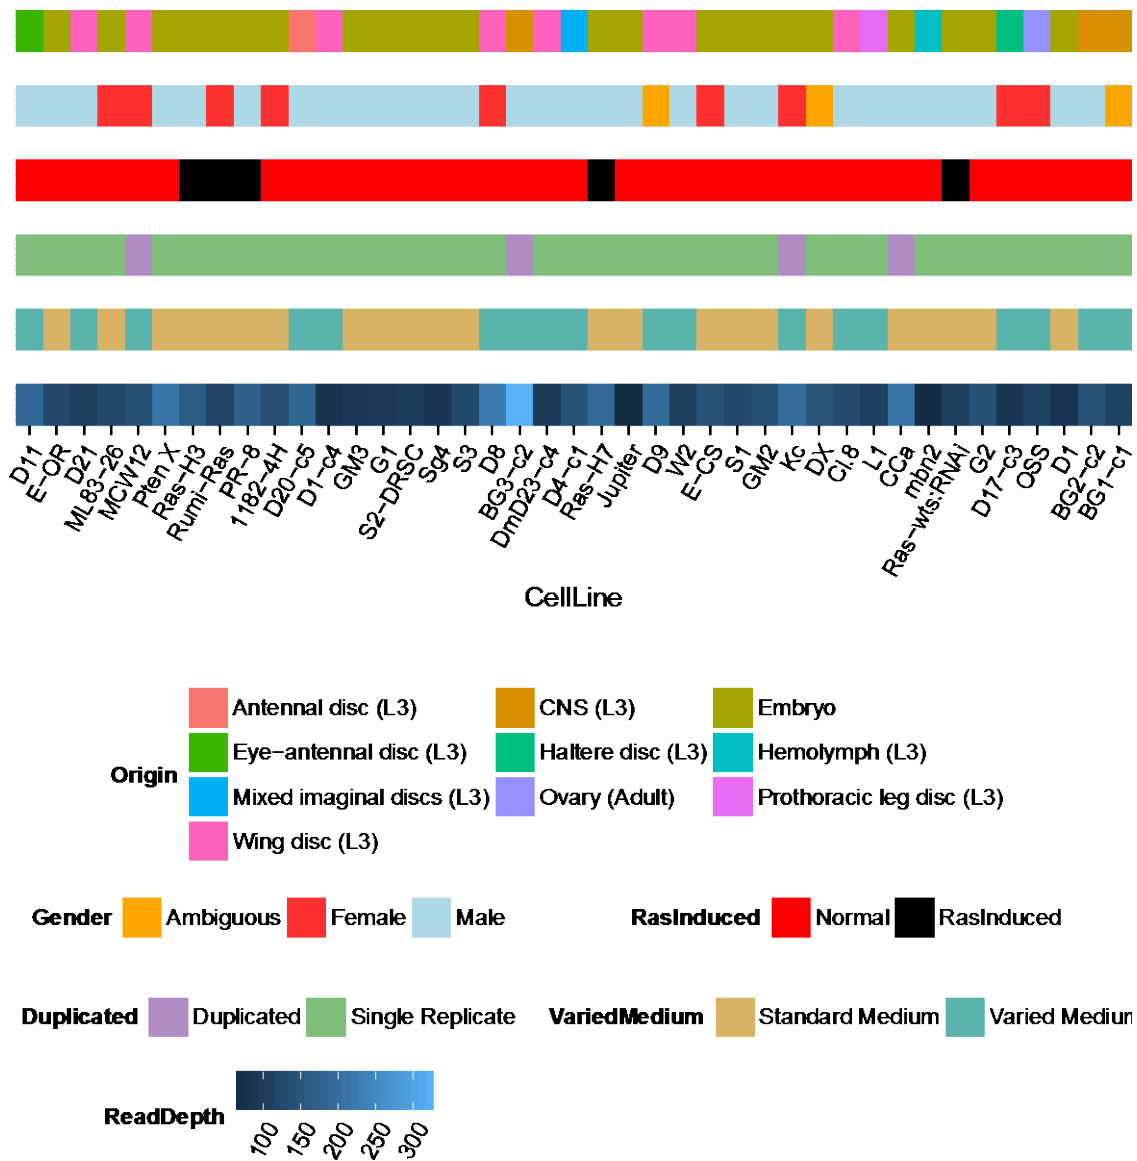 D11
E-OR
D21
ML83-26
MCW12
Pten X
Ras-H3
Rumi-Ras
PR-8
1182-4H
D20-c5
D1-c4
GM3
G1
S2-DRSC
Sg4
S3
D8
BG3-c2
DmD23-c4
D4-c1
Ras-H7
Jupiter
D9
W2
E-CS
S1
GM2
Kc
DX
Cl.8
L1
CCa
mbn2
Ras-wts:RNAi
G2
D17-c3
OSS
D1
BG2-c2
BG1-c1
CellLine
Origin
Antennal disc (L3)
CNS (L3)
Embryo
Eye-antennal disc (L3)
Haltere disc (L3)
Hemolymph (L3)
Mixed imaginal discs (L3)
Ovary (Adult)
Prothoracic leg disc (L3)
Wing disc (L3)
Gender Ambiguous Female Male
RasInduced Normal RasInduced
Duplicated Duplicated Single Replicate
VariedMedium Standard Medium Varied Medium
ReadDepth
100
150
200
250
300